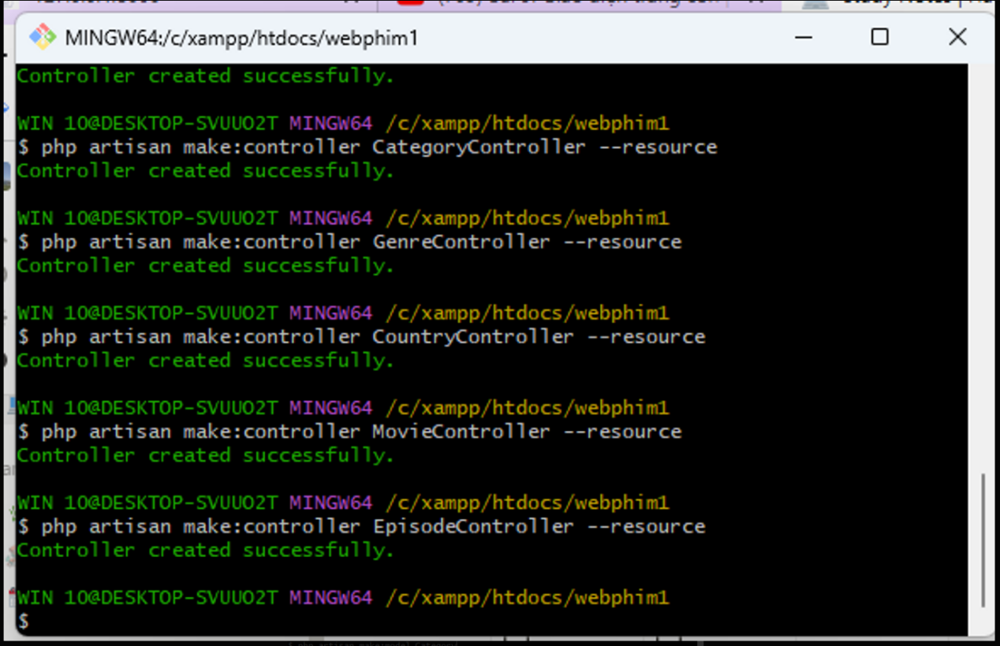 MINGW64:/c/xampp/htdocs/webphim1
Controller created successfully.
WIN 10@DESKTOP-SVUUO2T MINGW64 /c/xampp/htdocs/webphim1
$ php artisan make:controller CategoryController --resource
Controller created successfully.
WIN 10@DESKTOP-SVUUO2T MINGW64 /c/xampp/htdocs/webphim1
$ php artisan make:controller GenreController --resource
Controller created successfully.
WIN 10@DESKTOP-SVUUO2T MINGW64 /c/xampp/htdocs/webphim1
$ php artisan make:controller CountryController --resource
Controller created successfully.
WIN 10@DESKTOP-SVUUO2T MINGW64 /c/xampp/htdocs/webphim1
$ php artisan make:controller MovieController --resource
Controller created successfully.
WIN 10@DESKTOP-SVUUO2T MINGW64 /c/xampp/htdocs/webphim1
$ php artisan make:controller EpisodeController --resource
Controller created successfully.
WIN 10@DESKTOP-SVUUO2T MINGW64 /c/xampp/htdocs/webphim1
$